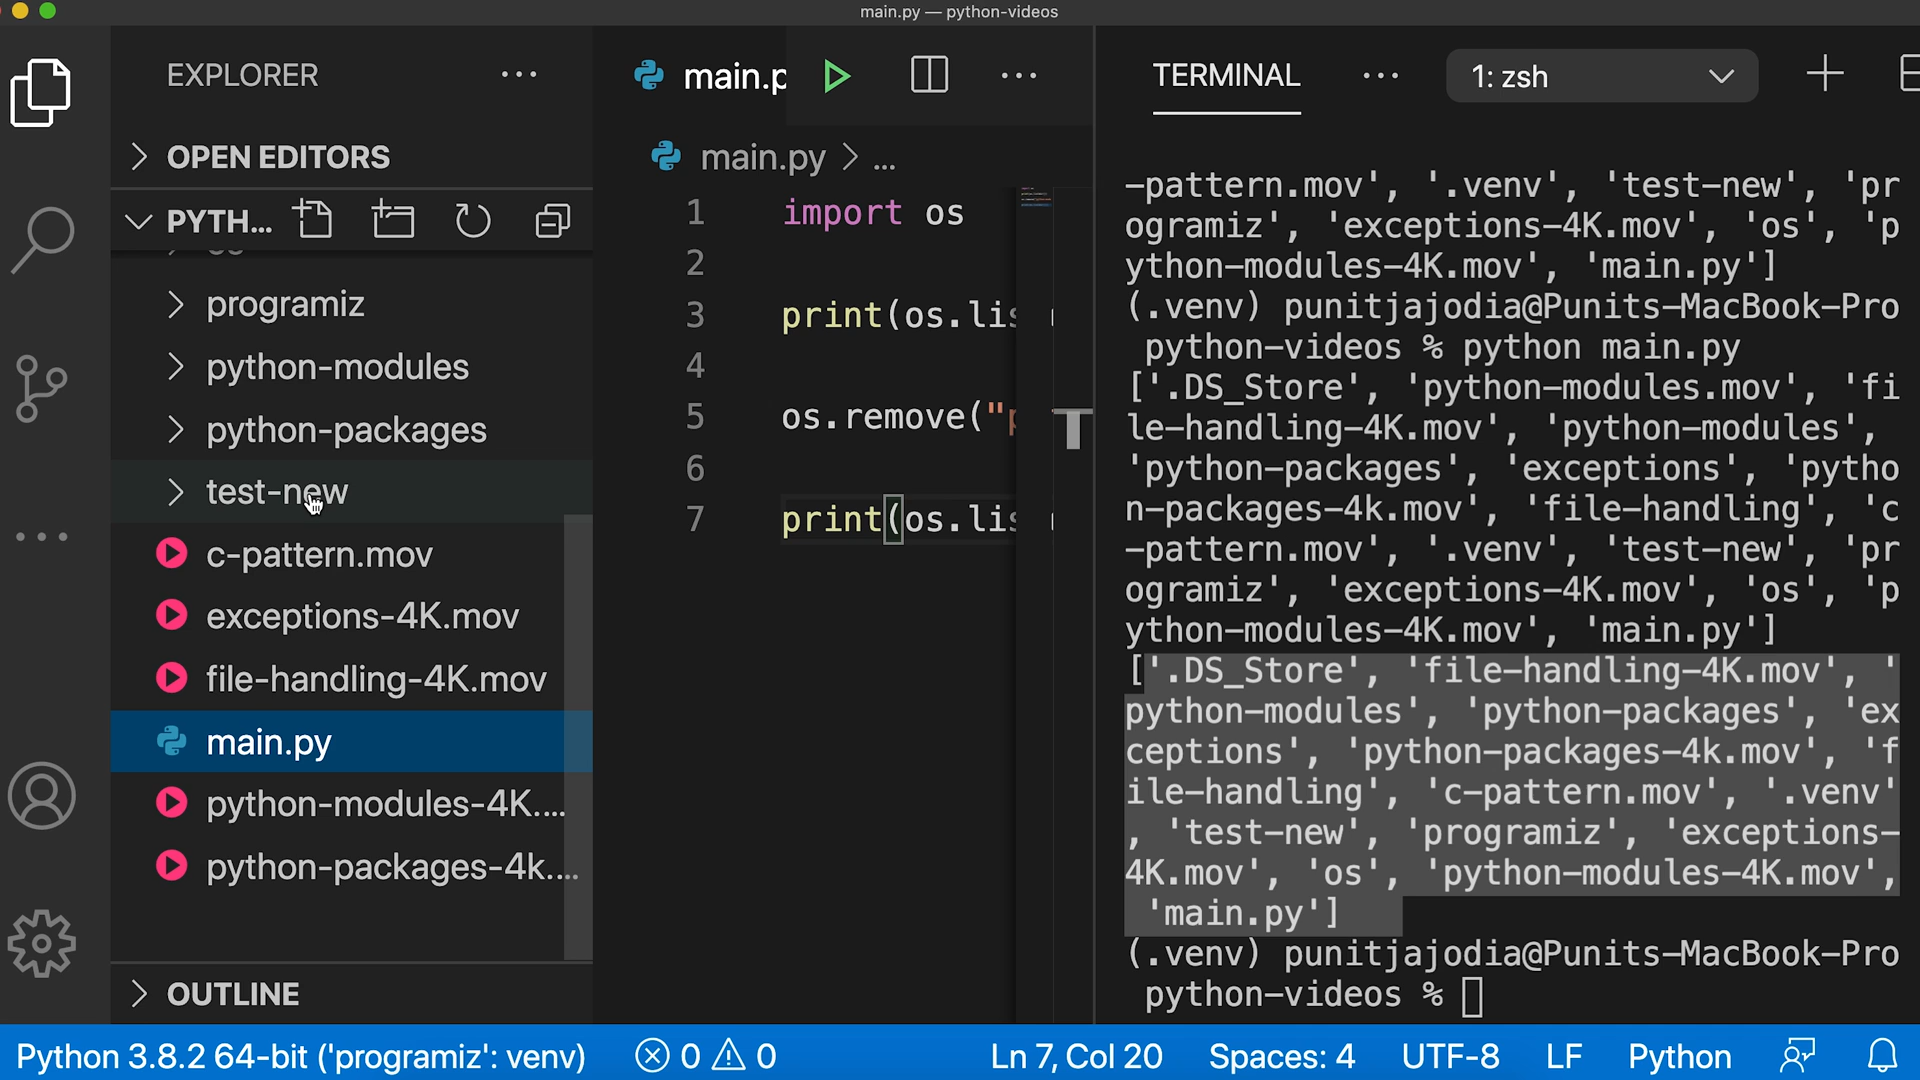 main.py — python-videos
EXPLORER
OPEN EDITORS
PYTH...
programiz
python-modules
python-packages
test-new
c-pattern.mov
exceptions-4K.mov
file-handling-4K.mov
main.py
python-modules-4K....
python-packages-4k....
OUTLINE
main.p
main.py > ...
1 import os
2
3 print(os.lis
4
5 os.remove("p
6
7 print(os.lis
TERMINAL
1: zsh
-pattern.mov', '.venv', 'test-new', 'pr
ogramiz', 'exceptions-4K.mov', 'os', 'p
ython-modules-4K.mov', 'main.py']
(.venv) punitjajodia@Punits-MacBook-Pro
python-videos % python main.py
['.DS_Store', 'python-modules.mov', 'fi
le-handling-4K.mov', 'python-modules',
'python-packages', 'exceptions', 'pytho
n-packages-4k.mov', 'file-handling', 'c
-pattern.mov', '.venv', 'test-new', 'pr
ogramiz', 'exceptions-4K.mov', 'os', 'p
ython-modules-4K.mov', 'main.py']
['.DS_Store', 'file-handling-4K.mov', '
python-modules', 'python-packages', 'ex
ceptions', 'python-packages-4k.mov', 'f
ile-handling', 'c-pattern.mov', '.venv'
, 'test-new', 'programiz', 'exceptions-
4K.mov', 'os', 'python-modules-4K.mov',
'main.py']
(.venv) punitjajodia@Punits-MacBook-Pro
python-videos %
Python 3.8.2 64-bit ('programiz': venv) 0 0 Ln 7, Col 20 Spaces: 4 UTF-8 LF Python